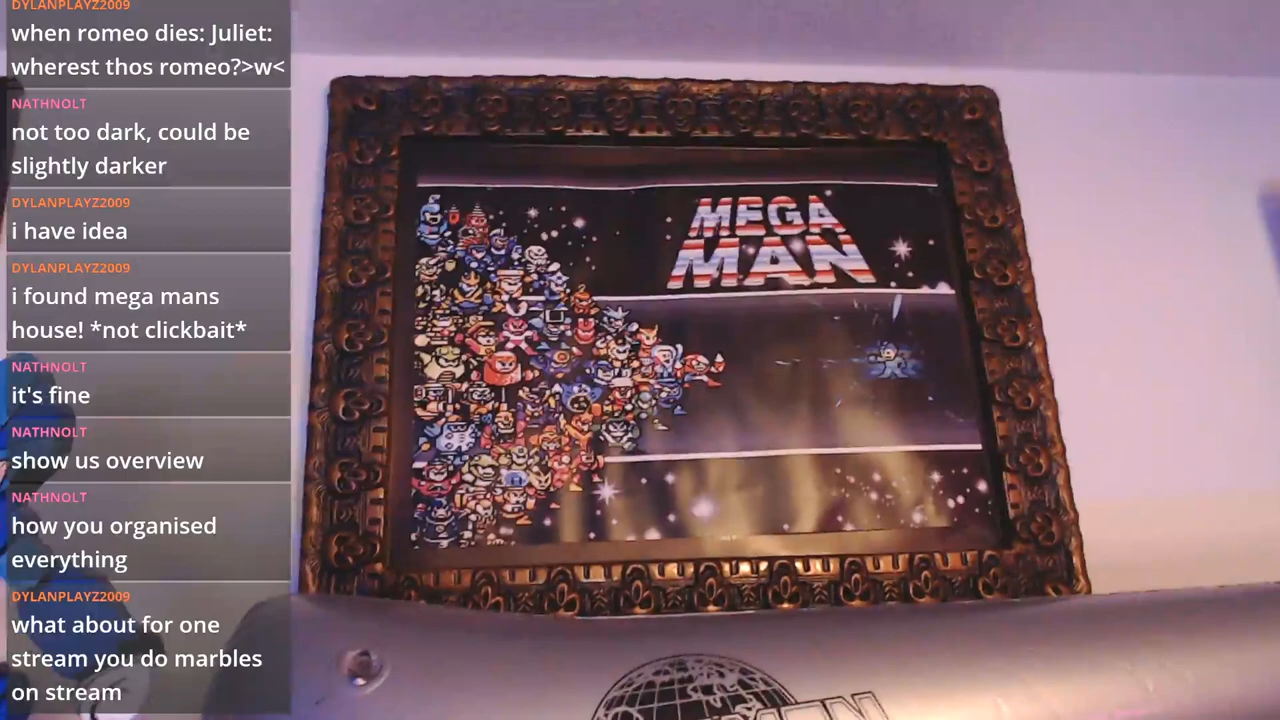 DYLANPLAYZ2009
when romeo dies: Juliet:
wherest thos romeo?>w<
NATHNOLT
not too dark, could be
slightly darker
DYLANPLAYZ2009
i have idea
DYLANPLAYZ2009
i found mega mans
house! *not clickbait*
NATHNOLT
it's fine
NATHNOLT
show us overview
NATHNOLT
how you organised
everything
DYLANPLAYZ2009
what about for one
stream you do marbles
on stream
MEGA
MAN